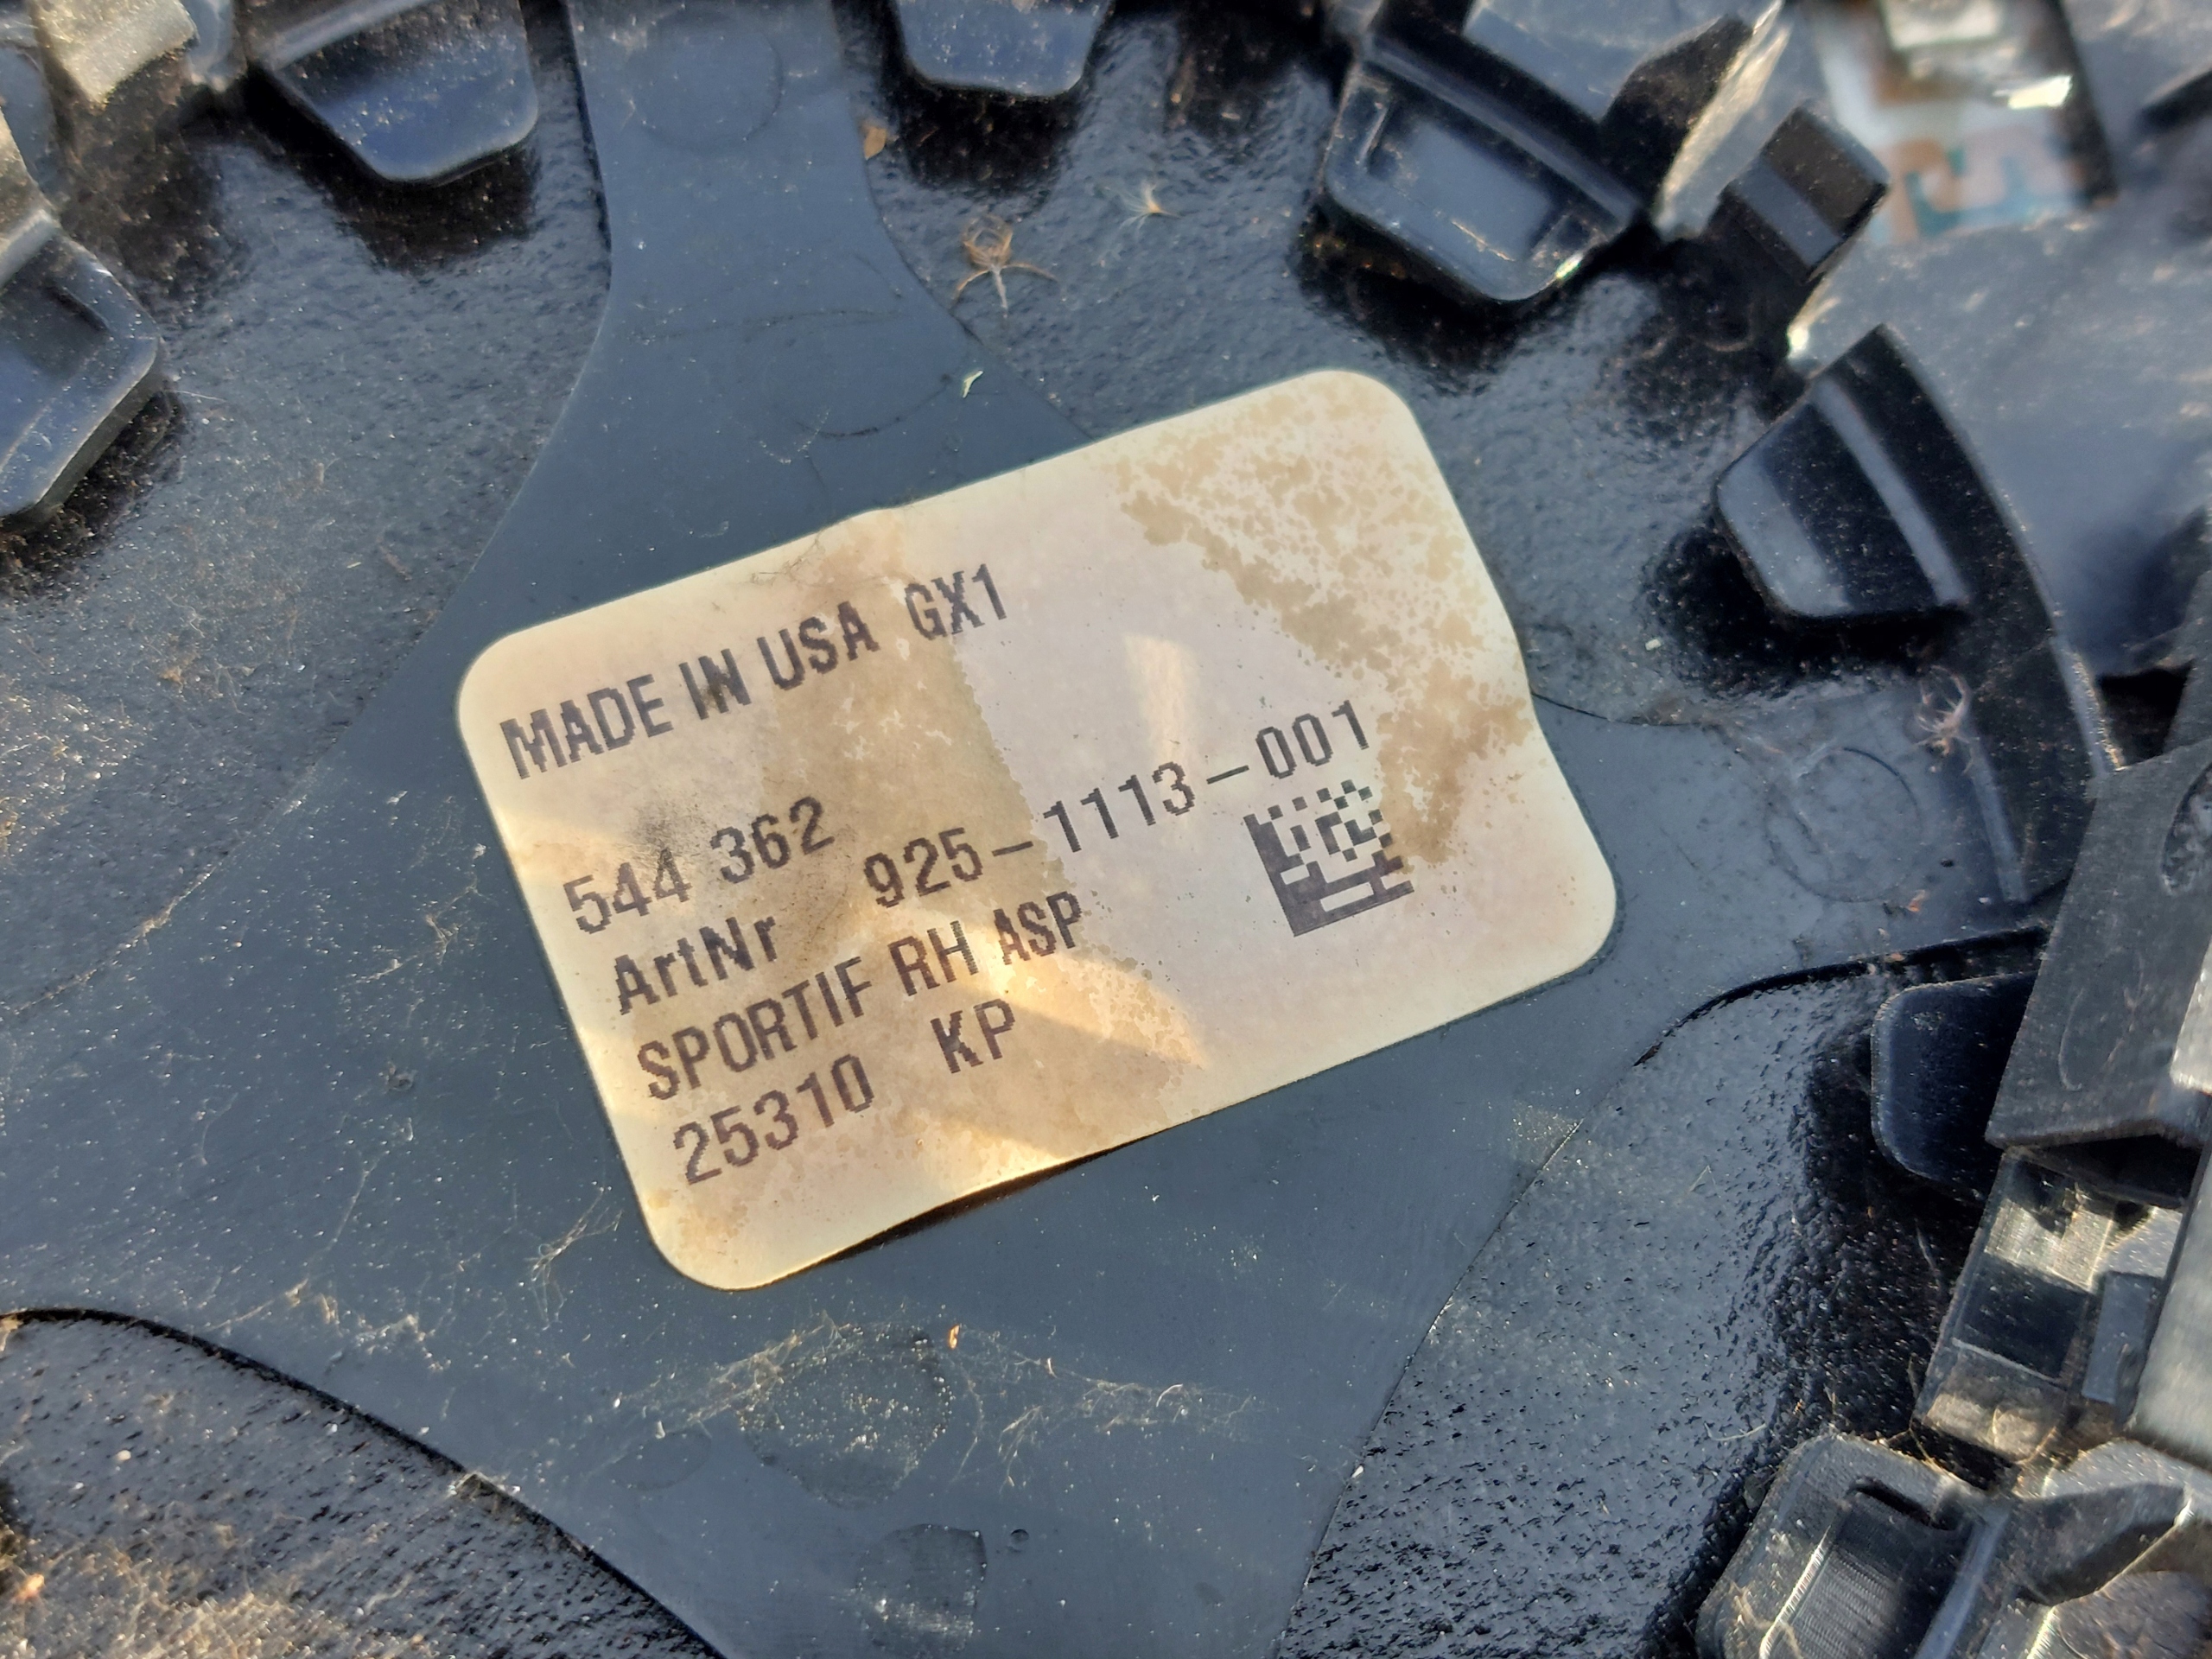 MADE IN USA GX1
544 362
ArtNr 925-1113-001
SPORTIF RH ASP
25310 KP